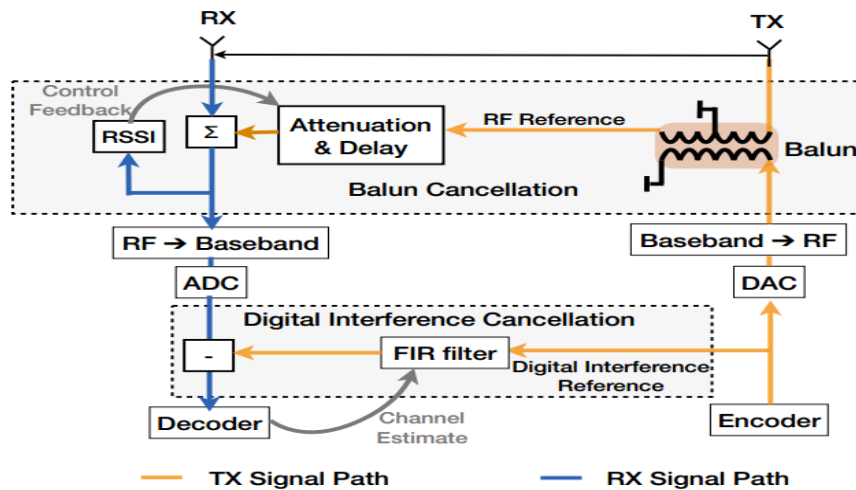 RX
TX
Control
Feedback
RSSI
Σ
Attenuation
& Delay
RF Reference
Balun
Balun Cancellation
RF → Baseband
Baseband → RF
ADC
DAC
Digital Interference Cancellation
-
FIR filter
Digital Interference
Reference
Decoder
Channel
Estimate
Encoder
TX Signal Path
RX Signal Path